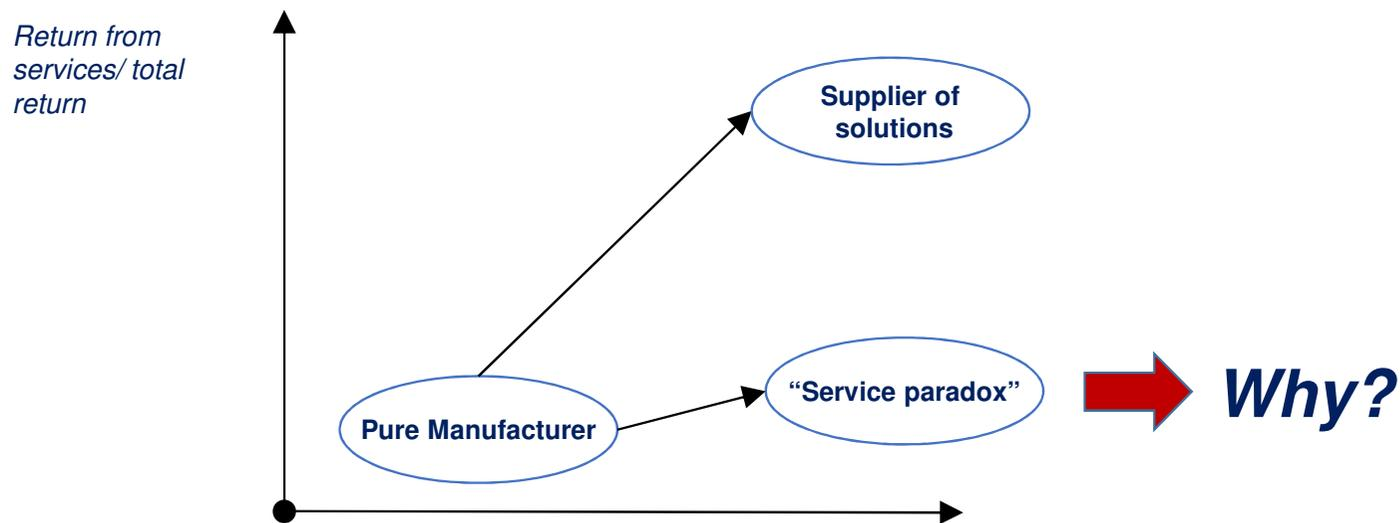 Return from
services/ total
return
Supplier of
solutions
“Service paradox”
Why?
Pure Manufacturer